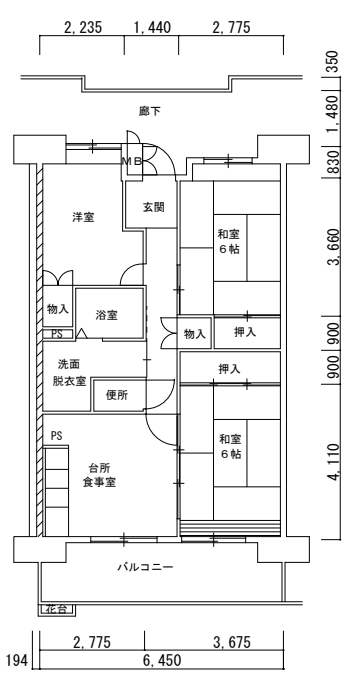 2,235 1,440 2,775
350
1,480
830
3,660
900
900
4,110
廊下
MB
洋室
玄関
和室
6帖
物入
浴室
PS
物入
押入
洗面
脱衣室
便所
押入
PS
台所
食事室
和室
6帖
バルコニー
花台
2,775 3,675
194 6,450